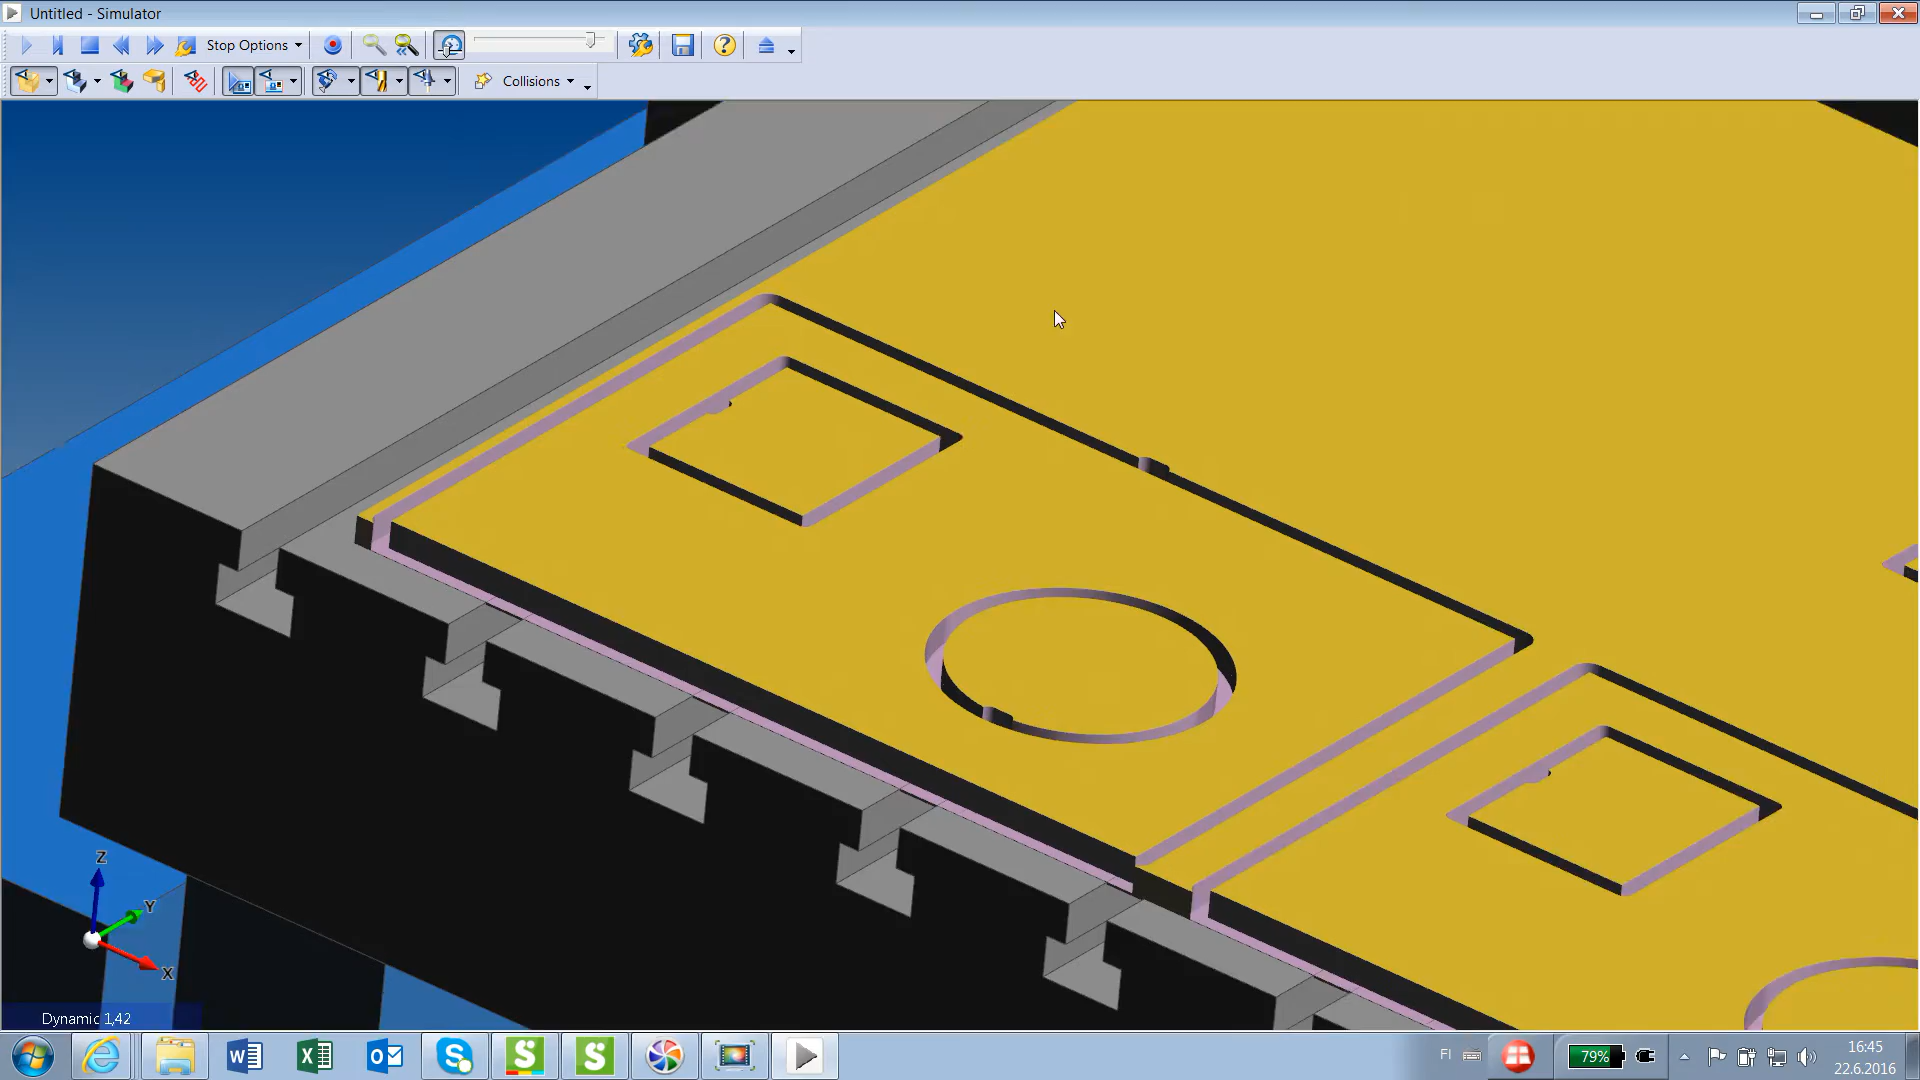 Untitled - Simulator
Stop Options
Collisions
Z
Y
X
Dynamic 1,42
FI
79%
16:45
22.6.2016